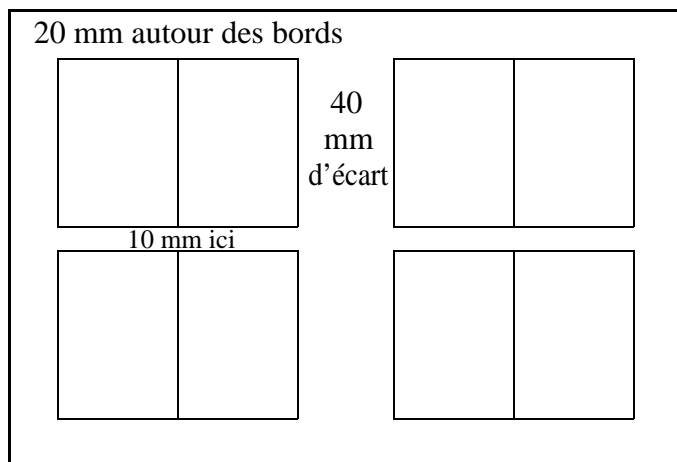 20 mm autour des bords
40
mm
d’écart
10 mm ici